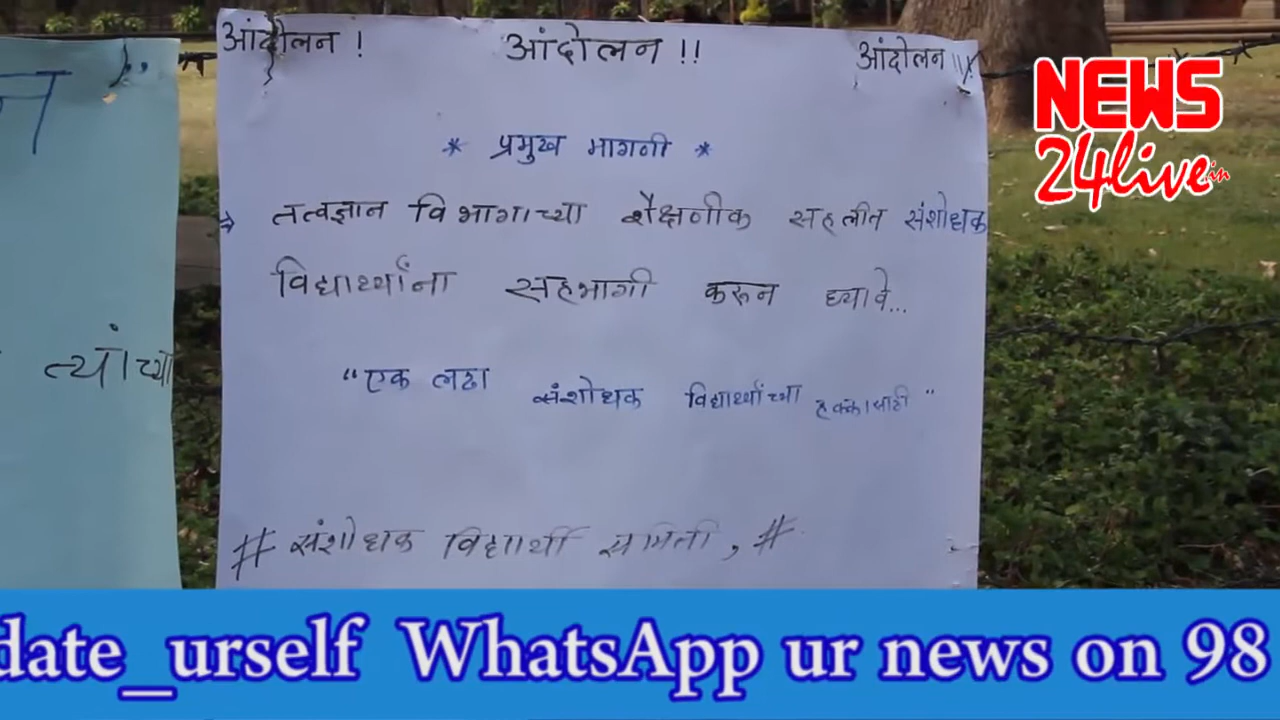 आंदोलन ! आंदोलन !! आंदोलन !!!
* प्रमुख मागनी *
→ तत्वज्ञान विभागाच्या शैक्षणीक सहलीत संशोधक
विद्यार्थ्यांना सहभागी करून घ्यावे...
"एक लढा संशोधक विद्यार्थ्यांच्या हक्कासाठी"
# संशोधक विद्यार्थी समिती, #
न
त्यांच्या
NEWS
24live.in
date_urself WhatsApp ur news on 98